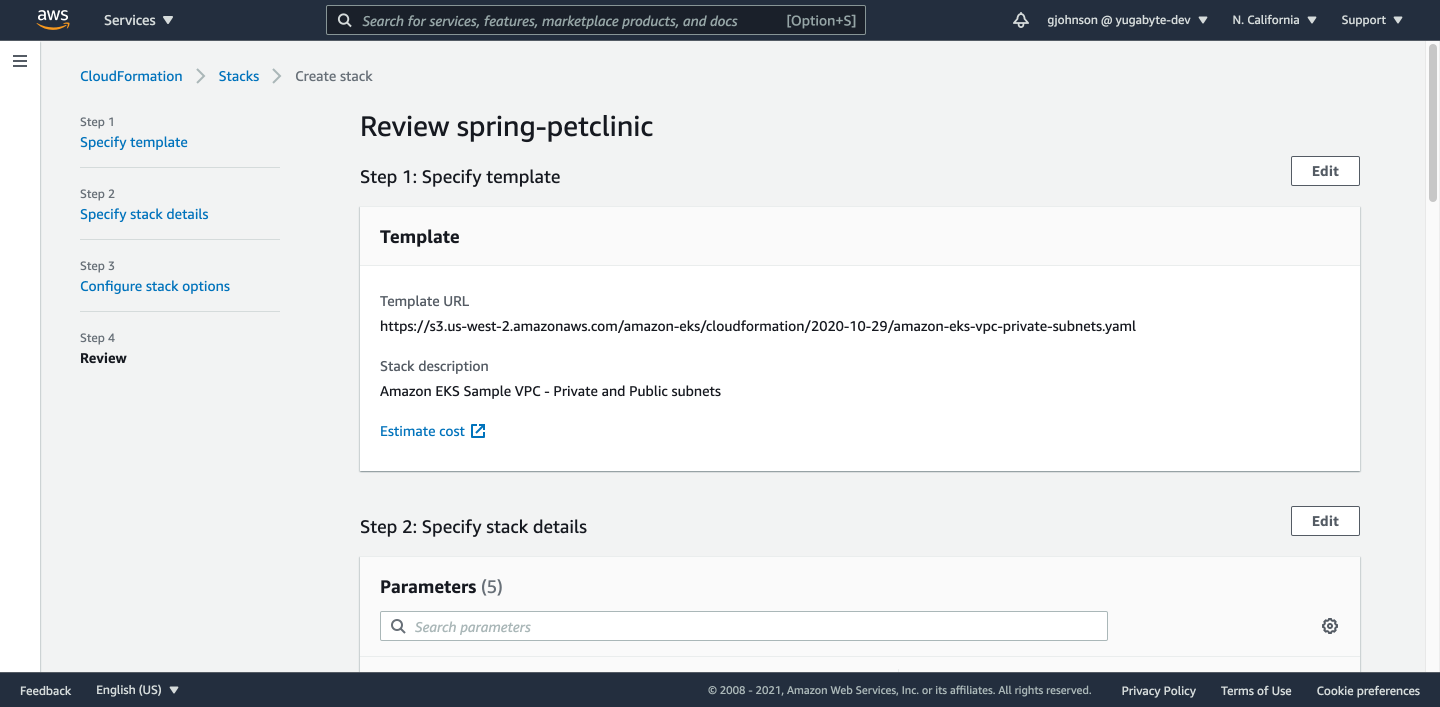 aws
Services
Search for services, features, marketplace products, and docs [Option+S]
gjohnson @ yugabyte-dev
N. California
Support
CloudFormation
Stacks
Create stack
Step 1
Specify template
Step 2
Specify stack details
Step 3
Configure stack options
Step 4
Review
Review spring-petclinic
Step 1: Specify template
Edit
Template
Template URL
https://s3.us-west-2.amazonaws.com/amazon-eks/cloudformation/2020-10-29/amazon-eks-vpc-private-subnets.yaml
Stack description
Amazon EKS Sample VPC - Private and Public subnets
Estimate cost
Step 2: Specify stack details
Edit
Parameters (5)
Search parameters
Feedback
English (US)
© 2008 - 2021, Amazon Web Services, Inc. or its affiliates. All rights reserved.
Privacy Policy
Terms of Use
Cookie preferences